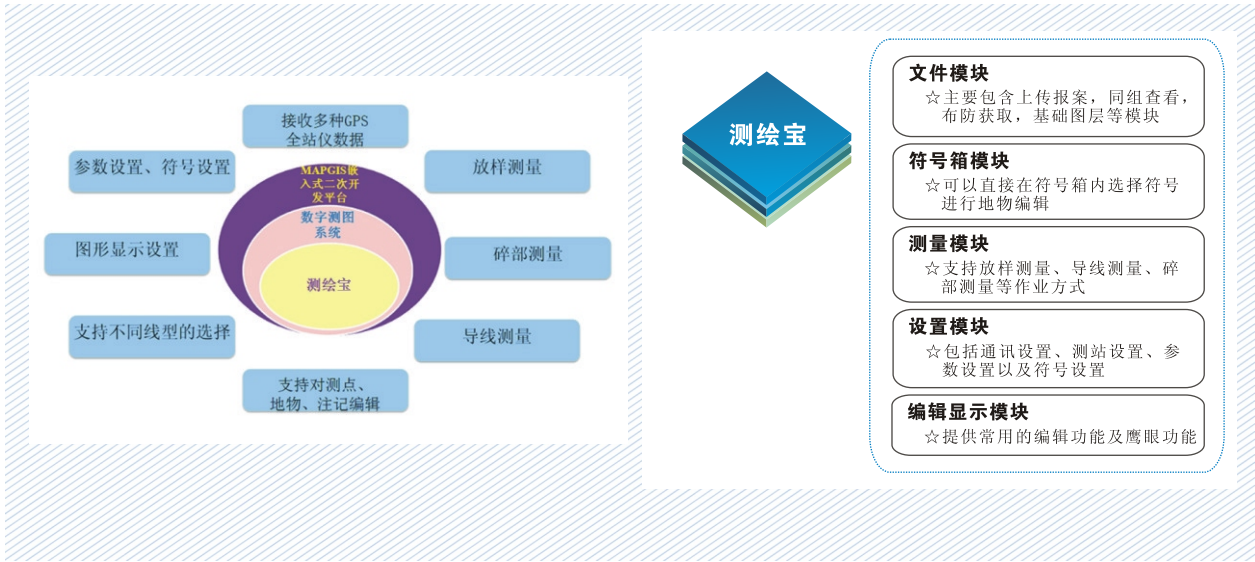 接收多种GPS
全站仪数据
参数设置、符号设置
放样测量
MAPGIS嵌
入式二次开
发平台
数字测图
系统
图形显示设置
碎部测量
测绘宝
支持不同线型的选择
导线测量
支持对测点、
地物、注记编辑
测绘宝
文件模块
☆主要包含上传报案，同组查看，
布防获取，基础图层等模块
符号箱模块
☆可以直接在符号箱内选择符号
进行地物编辑
测量模块
☆支持放样测量、导线测量、碎
部测量等作业方式
设置模块
☆包括通讯设置、测站设置、参
数设置以及符号设置
编辑显示模块
☆提供常用的编辑功能及鹰眼功能